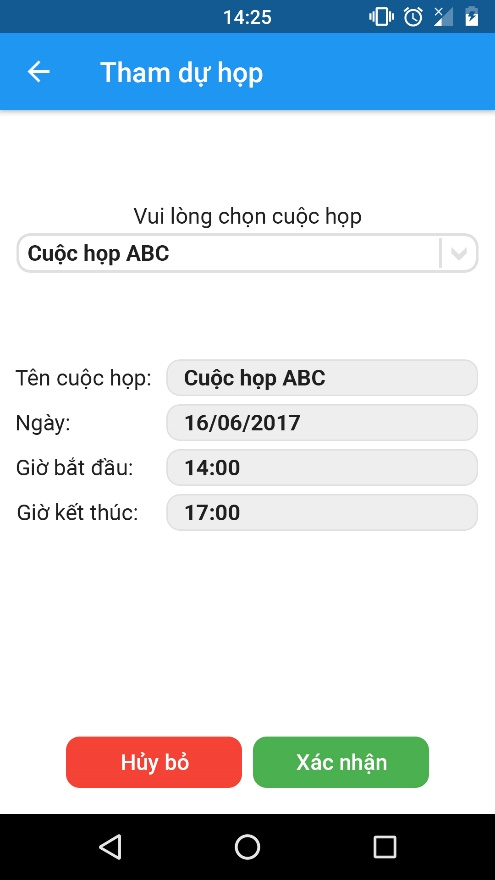 14:25
Tham dự họp
Vui lòng chọn cuộc họp
Cuộc họp ABC
Tên cuộc họp: Cuộc họp ABC
Ngày: 16/06/2017
Giờ bắt đầu: 14:00
Giờ kết thúc: 17:00
Hủy bỏ Xác nhận